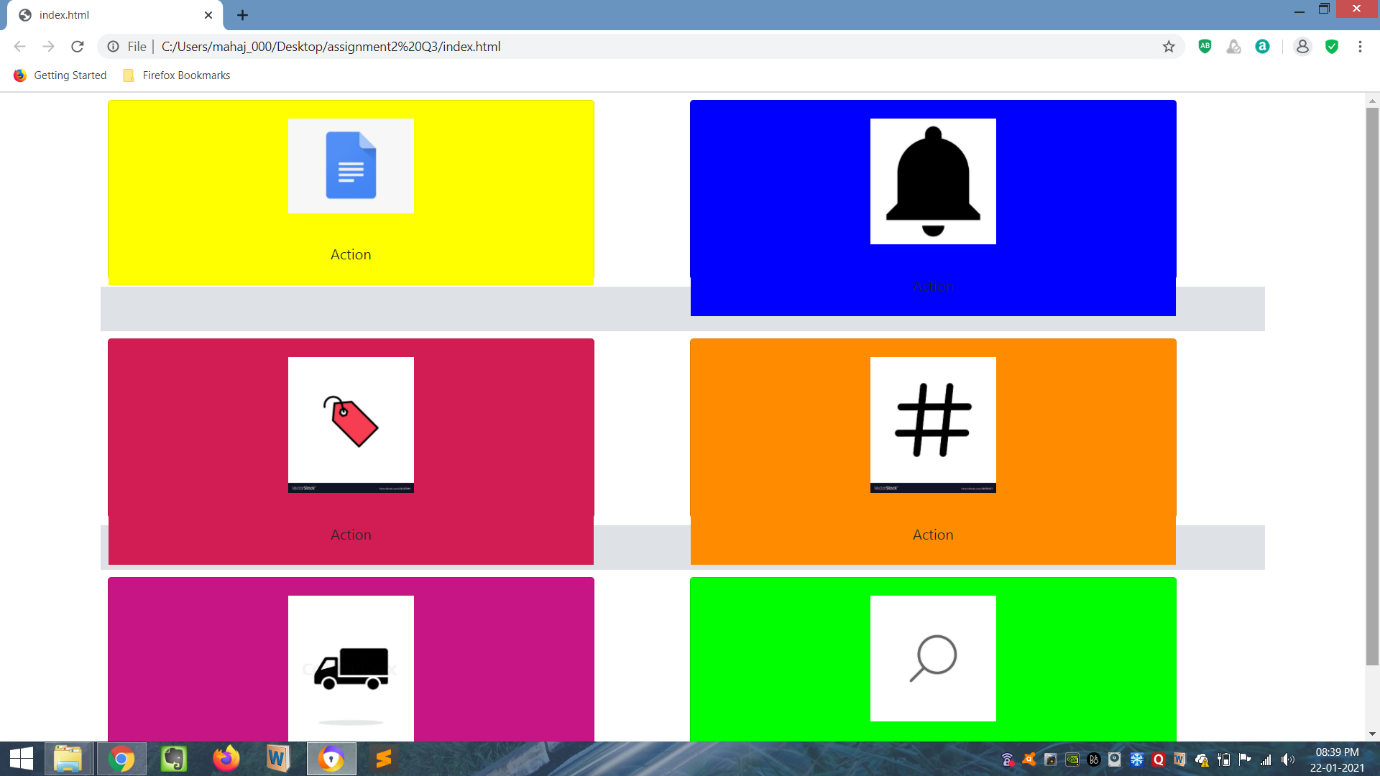 index.html
File | C:/Users/mahaj_000/Desktop/assignment2%20Q3/index.html
Getting Started Firefox Bookmarks
Action
Action
Action Action
08:39 PM
22-01-2021